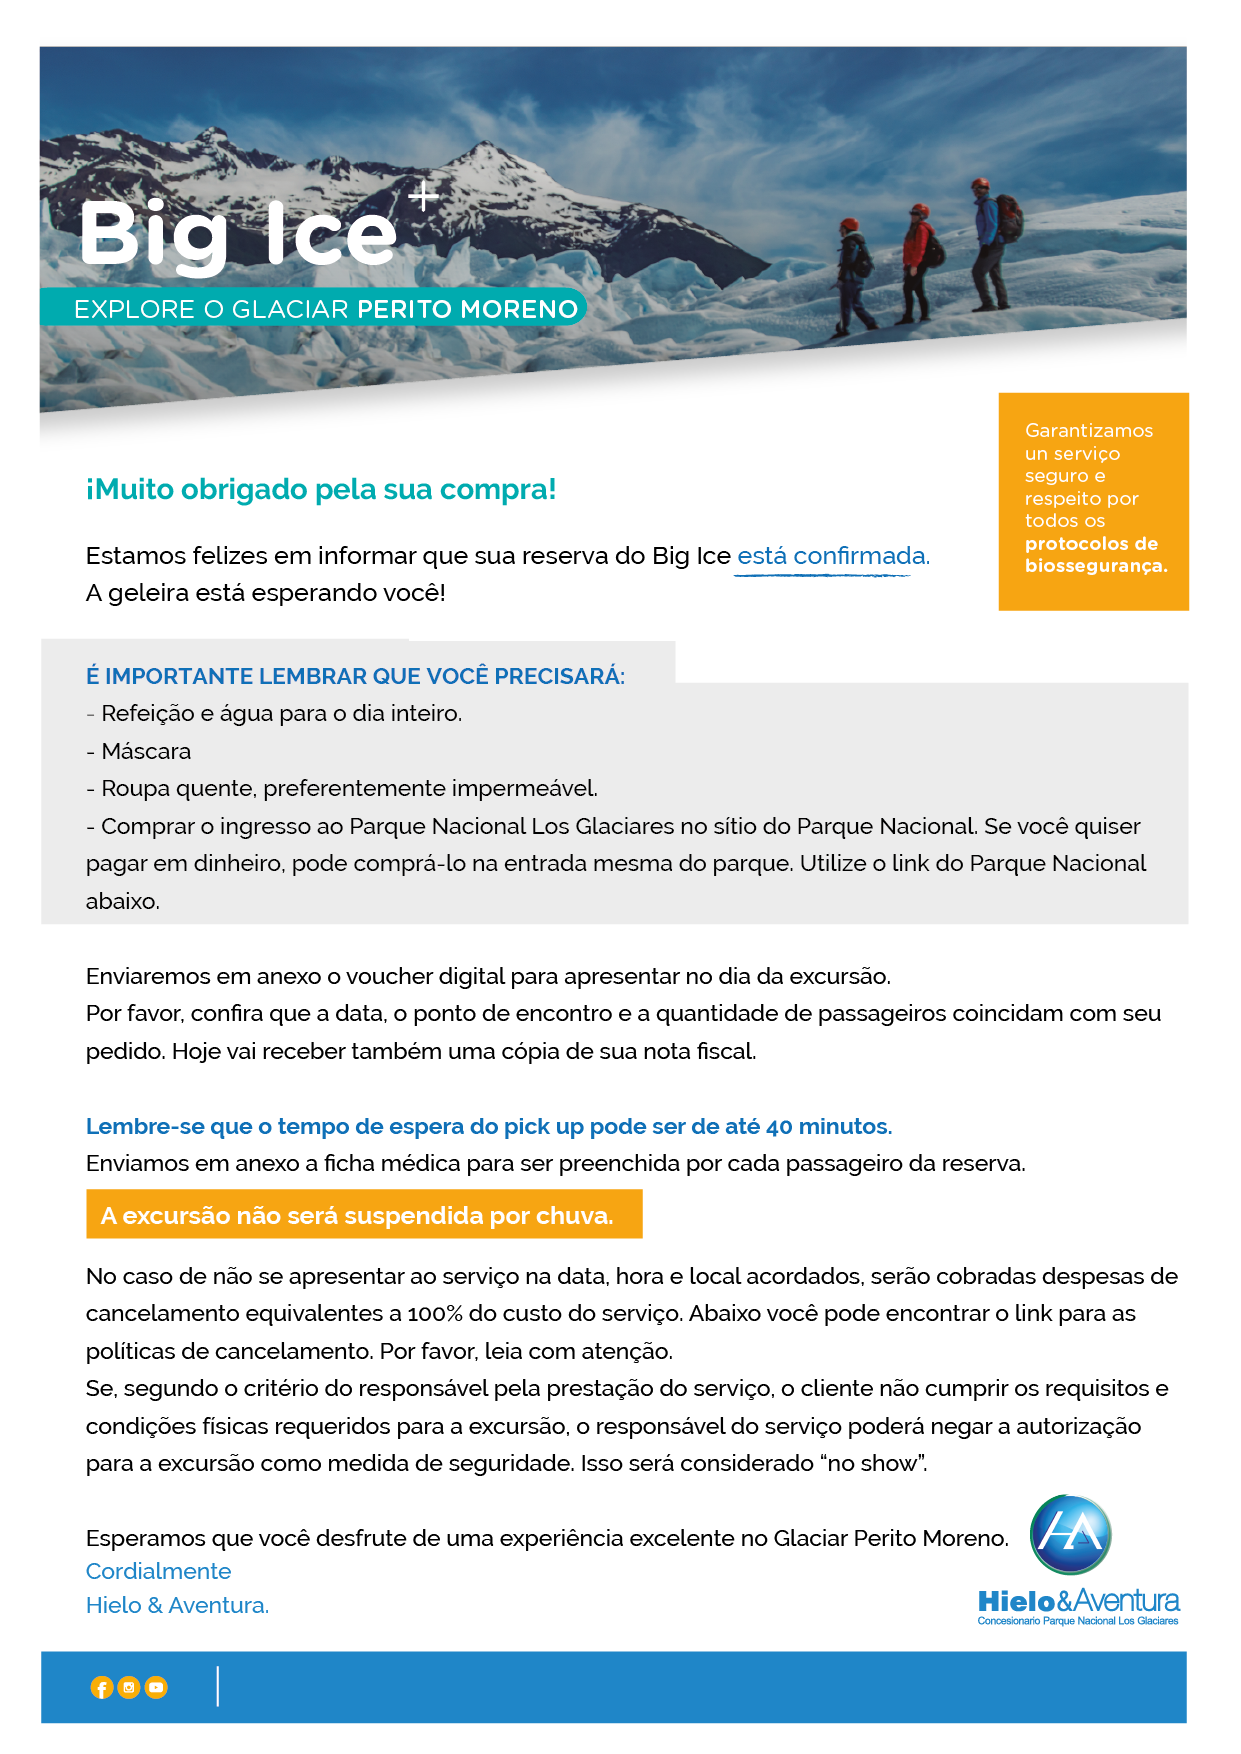 Big Ice +
EXPLORE O GLACIAR PERITO MORENO
Garantizamos
un serviço
seguro e
respeito por
todos os
protocolos de
biossegurança.
¡Muito obrigado pela sua compra!
Estamos felizes em informar que sua reserva do Big Ice está confirmada.
A geleira está esperando você!
É IMPORTANTE LEMBRAR QUE VOCÊ PRECISARÁ:
- Refeição e água para o dia inteiro.
- Máscara
- Roupa quente, preferentemente impermeável.
- Comprar o ingresso ao Parque Nacional Los Glaciares no sítio do Parque Nacional. Se você quiser
pagar em dinheiro, pode comprá-lo na entrada mesma do parque. Utilize o link do Parque Nacional
abaixo.
Enviaremos em anexo o voucher digital para apresentar no dia da excursão.
Por favor, confira que a data, o ponto de encontro e a quantidade de passageiros coincidam com seu
pedido. Hoje vai receber também uma cópia de sua nota fiscal.
Lembre-se que o tempo de espera do pick up pode ser de até 40 minutos.
Enviamos em anexo a ficha médica para ser preenchida por cada passageiro da reserva.
A excursão não será suspendida por chuva.
No caso de não se apresentar ao serviço na data, hora e local acordados, serão cobradas despesas de
cancelamento equivalentes a 100% do custo do serviço. Abaixo você pode encontrar o link para as
políticas de cancelamento. Por favor, leia com atenção.
Se, segundo o critério do responsável pela prestação do serviço, o cliente não cumprir os requisitos e
condições físicas requeridos para a excursão, o responsável do serviço poderá negar a autorização
para a excursão como medida de seguridade. Isso será considerado “no show”.
Esperamos que você desfrute de uma experiência excelente no Glaciar Perito Moreno.
Cordialmente
Hielo & Aventura.
HA
Hielo&Aventura
Concesionario Parque Nacional Los Glaciares